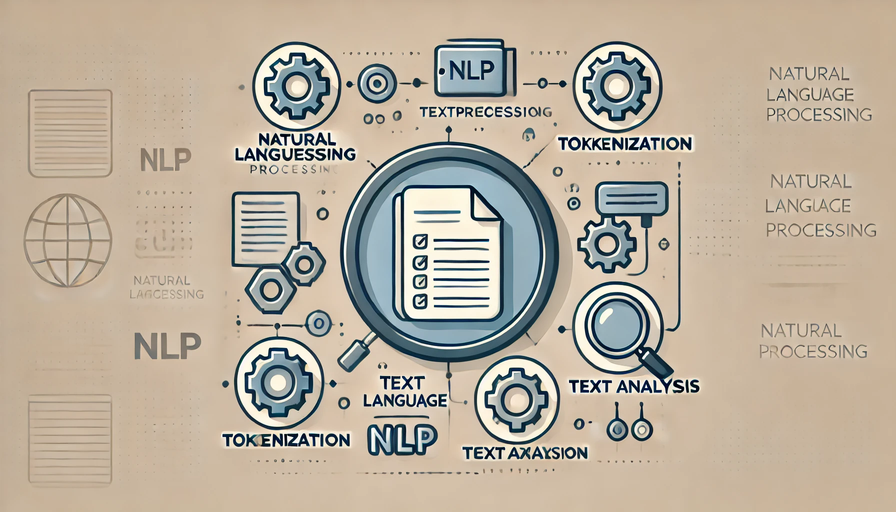 NLP
TEXTPRECESSING
NATURAL
LANGUESSING
PROCESSING
TOKKENIZATION
NATURAL
LANGUAGE
PROCESSING
NLP
NATURAL
LANGIAGE
PROCESSING
NATURAL
LARGCESSING
NLP
NATURAL
PROCESSING
TEXT
LANGUAGE
NLP
TEXT ANALYSIS
TOKENIZATION
TEXT AXAYSION